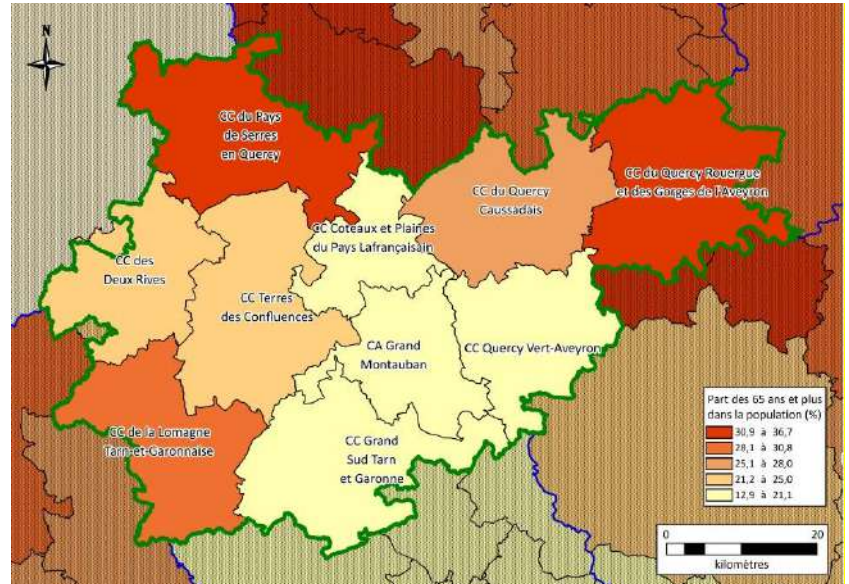 N
CC du Pays
de Serres
en Quercy
CC du Quercy
Caussadais
CC du Quercy Rouergue
et des Gorges de l'Aveyron
CC Coteaux et Plaines
du Pays Lafrançaisain
CC des
Deux Rives
CC Terres
des Confluences
CA Grand
Montauban
CC Quercy Vert-Aveyron
CC de la Lomagne
Tarn-et-Garonnaise
CC Grand
Sud Tarn
et Garonne
Part des 65 ans et plus
dans la population (%)
30,9 à 36,7
28,1 à 30,8
25,1 à 28,0
21,2 à 25,0
12,9 à 21,1
0 20
kilomètres